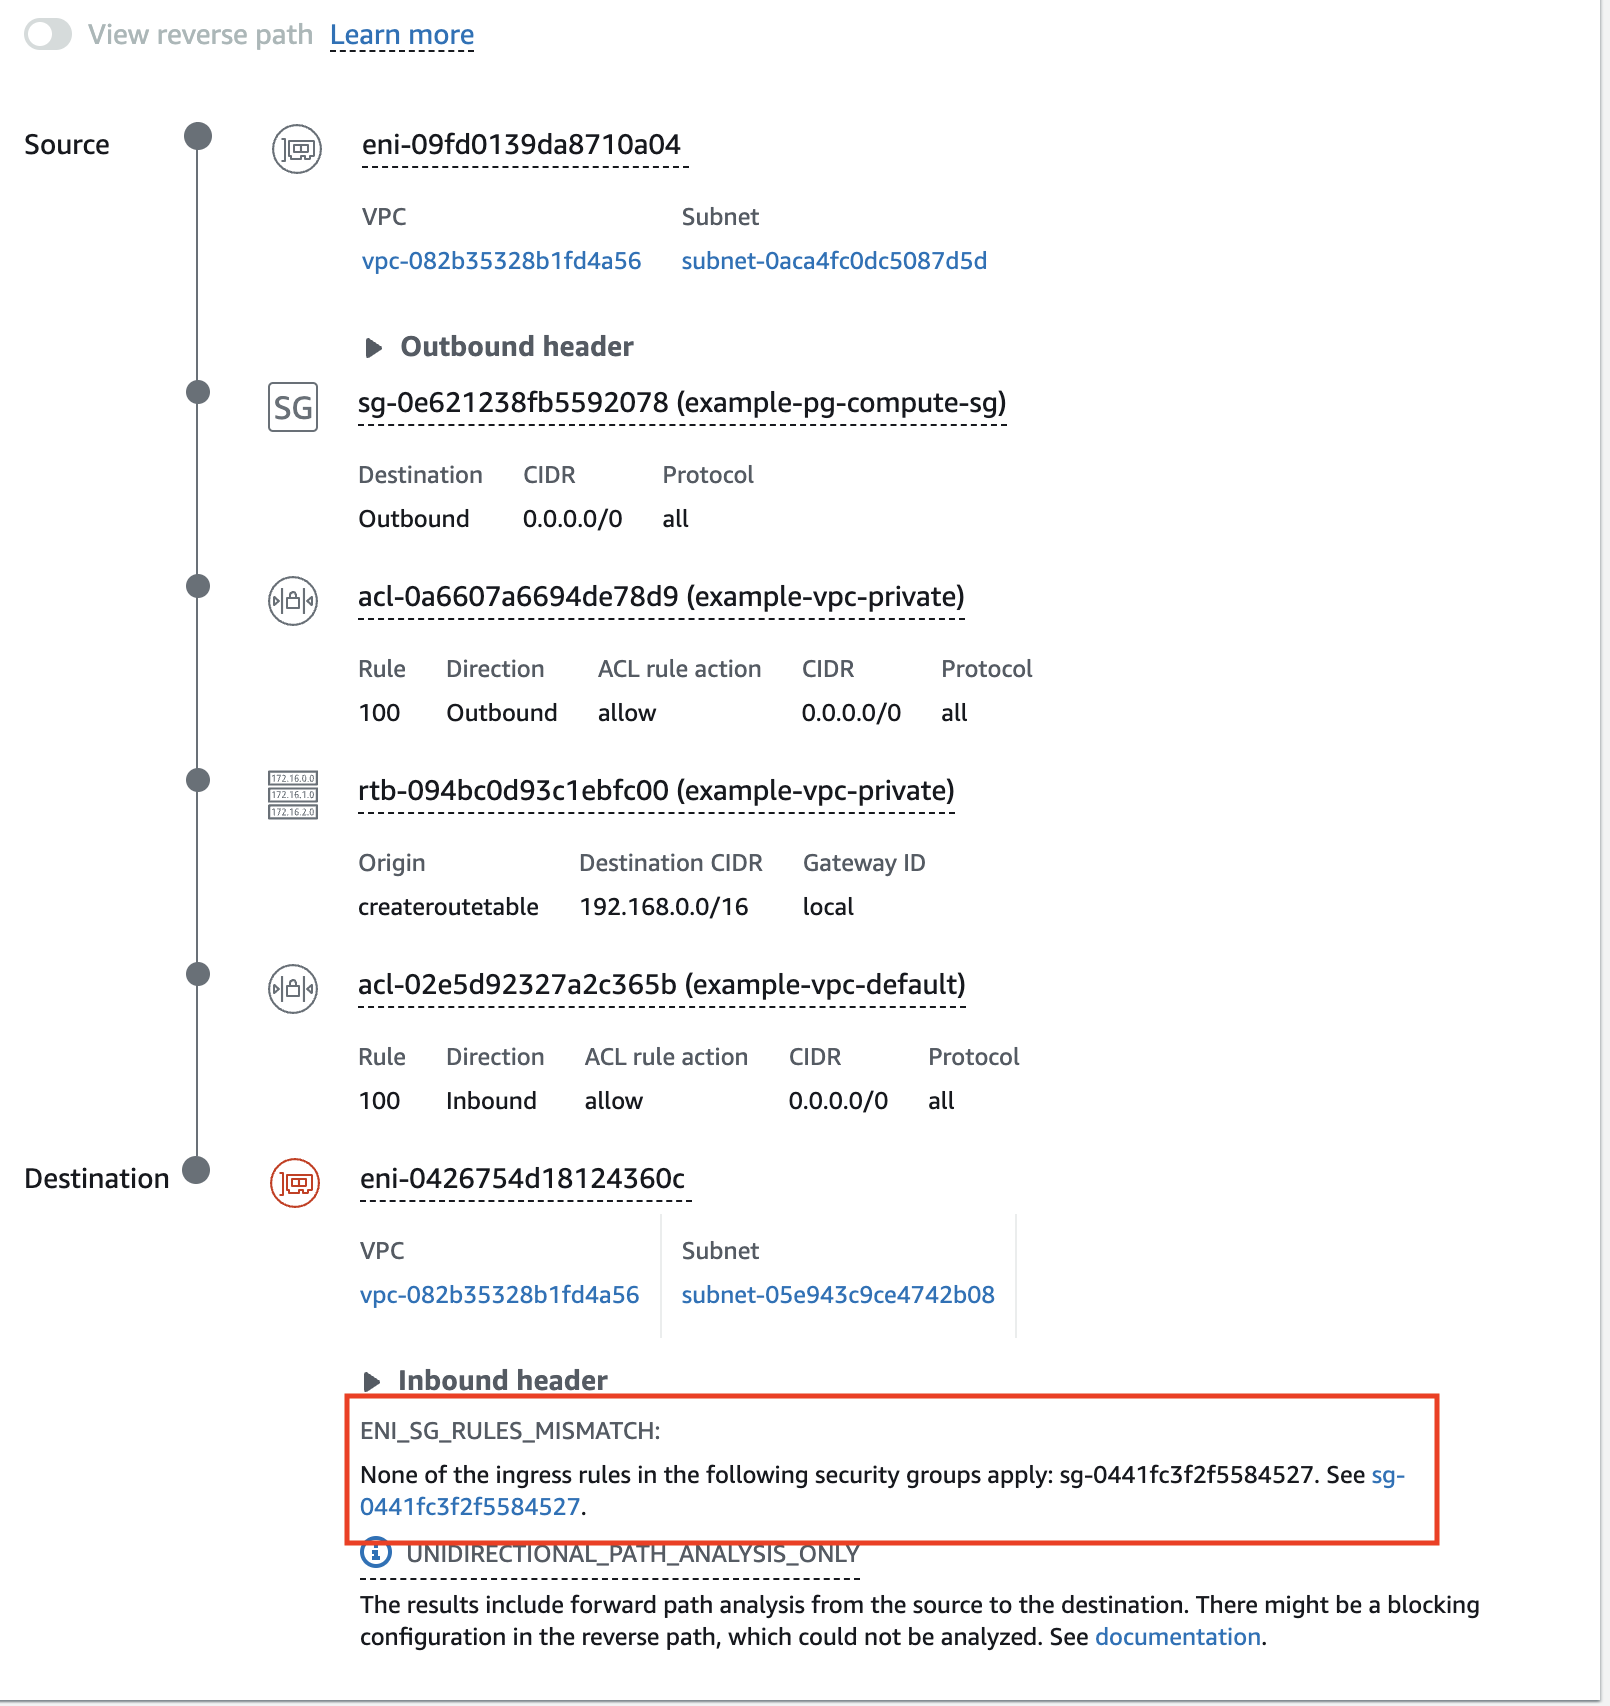 View reverse path Learn more
Source
eni-09fd0139da8710a04
VPC Subnet
vpc-082b35328b1fd4a56 subnet-0aca4fc0dc5087d5d
Outbound header
SG sg-0e621238fb5592078 (example-pg-compute-sg)
Destination CIDR Protocol
Outbound 0.0.0.0/0 all
acl-0a6607a6694de78d9 (example-vpc-private)
Rule Direction ACL rule action CIDR Protocol
100 Outbound allow 0.0.0.0/0 all
172.16.0.0
172.16.1.0
172.16.2.0
rtb-094bc0d93c1ebfc00 (example-vpc-private)
Origin Destination CIDR Gateway ID
createroutetable 192.168.0.0/16 local
acl-02e5d92327a2c365b (example-vpc-default)
Rule Direction ACL rule action CIDR Protocol
100 Inbound allow 0.0.0.0/0 all
Destination
eni-0426754d18124360c
VPC Subnet
vpc-082b35328b1fd4a56 subnet-05e943c9ce4742b08
Inbound header
ENI_SG_RULES_MISMATCH:
None of the ingress rules in the following security groups apply: sg-0441fc3f2f5584527. See sg-
0441fc3f2f5584527.
UNIDIRECTIONAL_PATH_ANALYSIS_ONLY
The results include forward path analysis from the source to the destination. There might be a blocking
configuration in the reverse path, which could not be analyzed. See documentation.